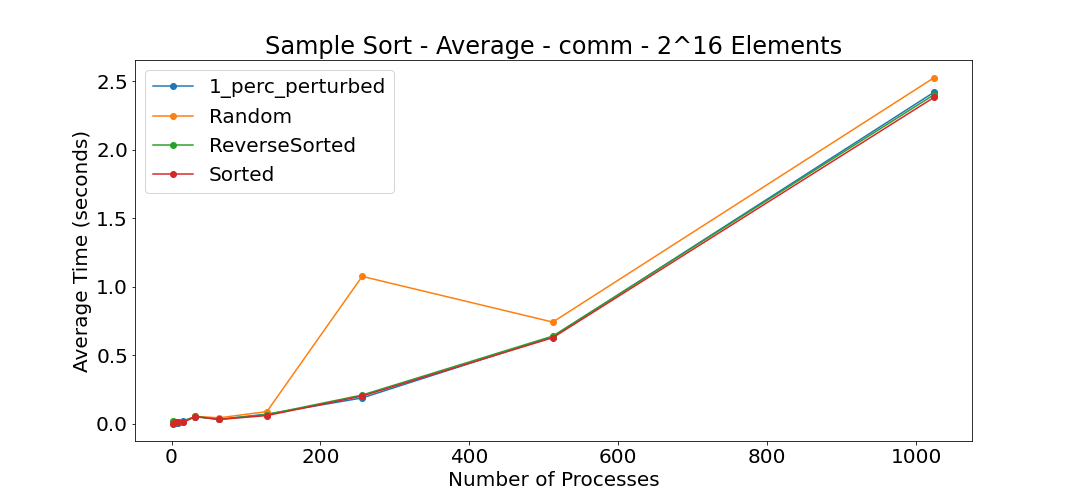 Sample Sort - Average - comm - 2^16 Elements
1_perc_perturbed
Random
ReverseSorted
Sorted
Average Time (seconds)
2.5
2.0
1.5
1.0
0.5
0.0
0
200
400
600
800
1000
Number of Processes